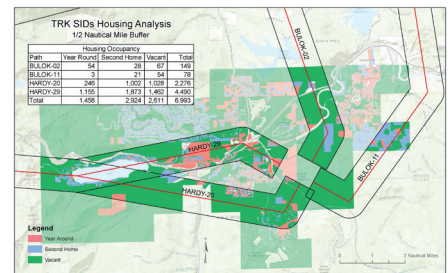 TRK SIDs Housing Analysis
1/2 Nautical Mile Buffer
Housing Occupancy
Path Year Round Second Home Vacant Total
BULOK-02 54 28 67 149
BULOK-11 3 21 54 78
HARDY-20 246 1,002 1,028 2,276
HARDY-29 1,155 1,873 1,462 4,490
Total 1,458 2,924 2,611 6,993
BULOK-02
HARDY-29
BULOK-11
HARDY-20
Legend
Year Around
Second Home
Vacant
2 Nautical Miles